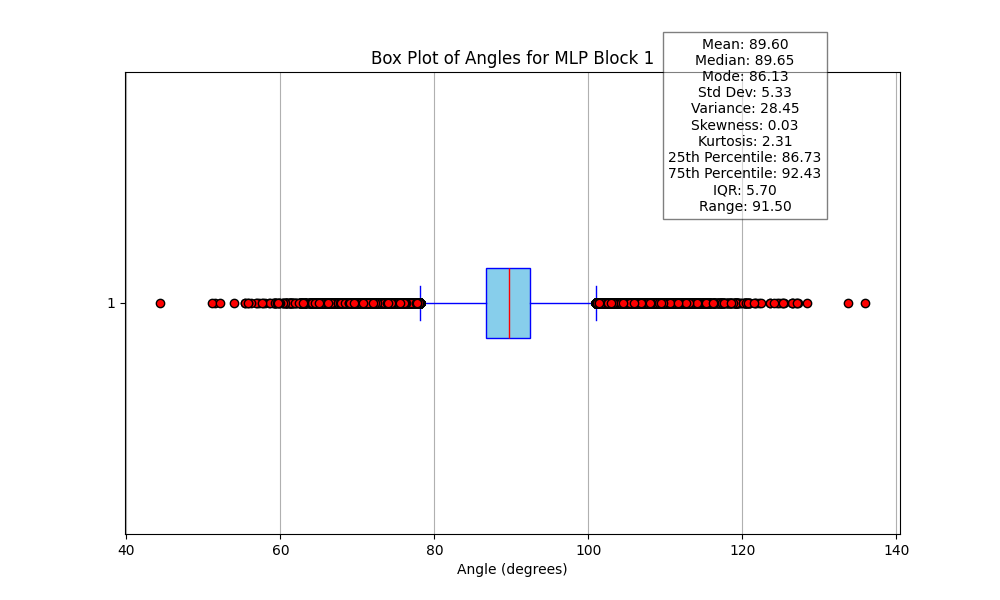 Box Plot of Angles for MLP Block 1
Mean: 89.60
Median: 89.65
Mode: 86.13
Std Dev: 5.33
Variance: 28.45
Skewness: 0.03
Kurtosis: 2.31
25th Percentile: 86.73
75th Percentile: 92.43
IQR: 5.70
Range: 91.50
1
40 60 80 100 120 140
Angle (degrees)